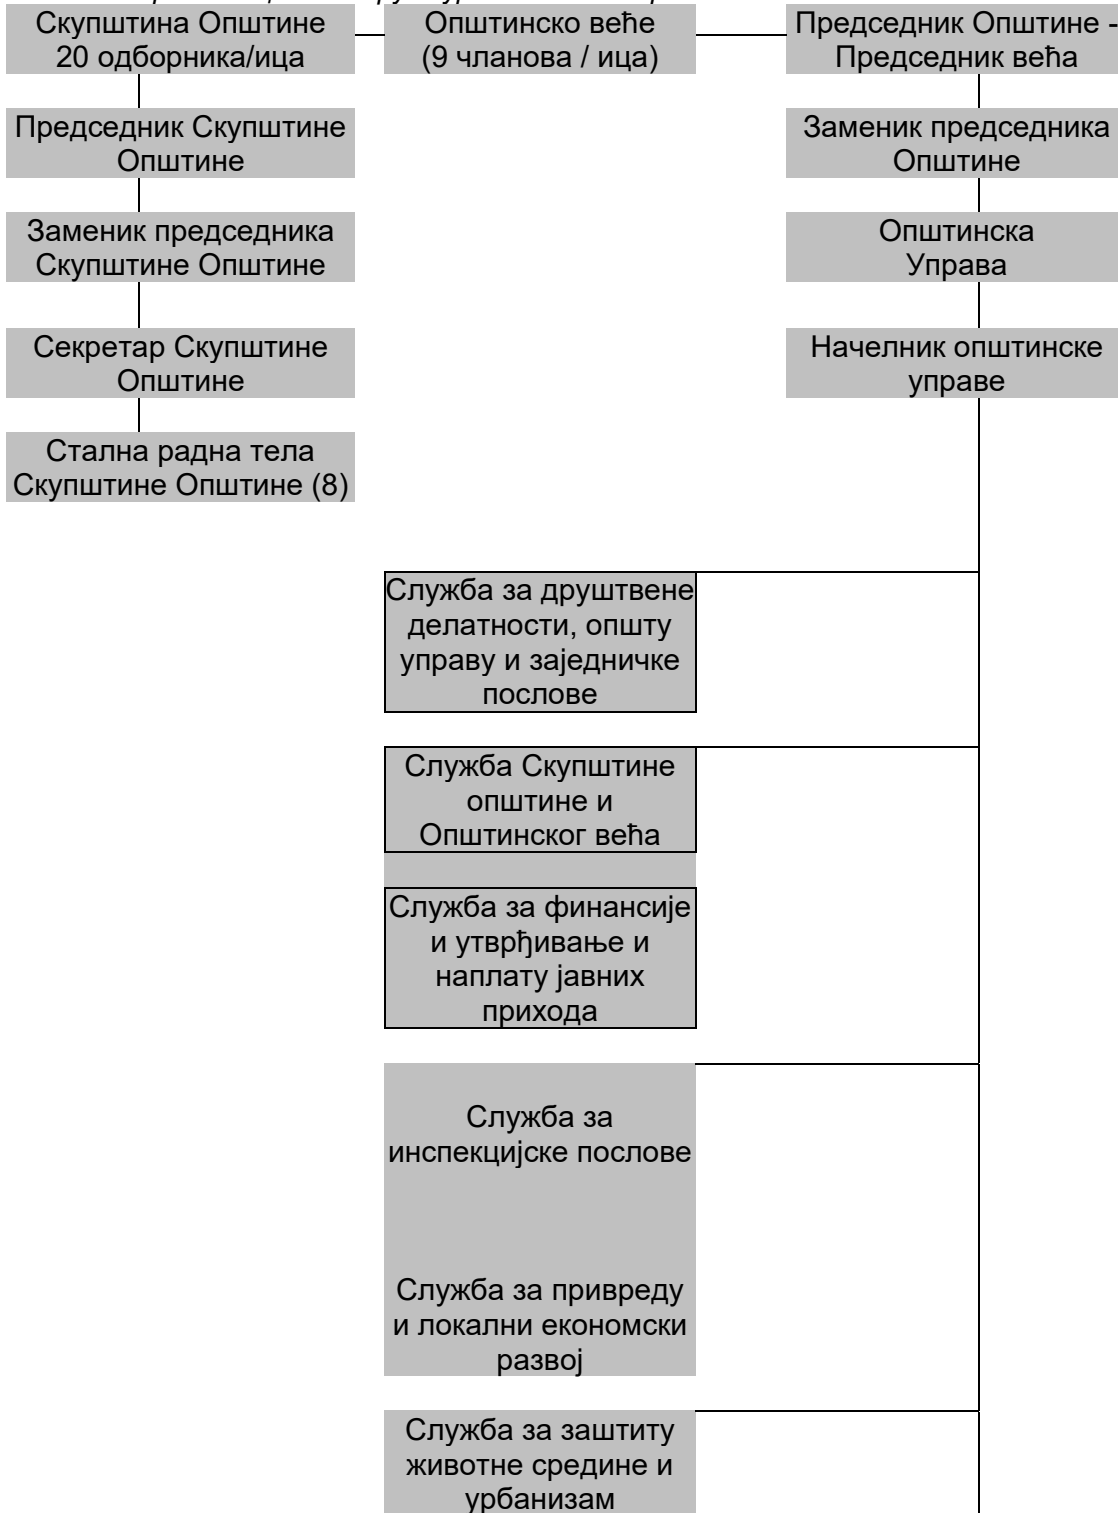 Скупштина Општине
20 одборника/ица
Општинско веће
(9 чланова / ица)
Председник Општине -
Председник већа
Председник Скупштине
Општине
Заменик председника
Општине
Заменик председника
Скупштине Општине
Општинска
Управа
Секретар Скупштине
Општине
Начелник општинске
управе
Стална радна тела
Скупштине Општине (8)
Служба за друштвене
делатности, општу
управу и заједничке
послове
Служба Скупштине
општине и
Општинског већа
Служба за финансије
и утврђивање и
наплату јавних
прихода
Служба за
инспекцијске послове
Служба за привреду
и локални економски
развој
Служба за заштиту
животне средине и
урбанизам